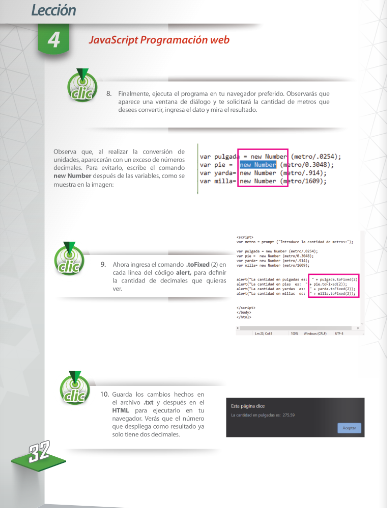 Lección
4
JavaScript Programación web
clic
8. Finalmente, ejecuta el programa en tu navegador preferido. Observarás que
aparece una ventana de diálogo y te solicitará la cantidad de metros que
desees convertir, ingresa el dato y mira el resultado.
Observa que, al realizar la conversión de
unidades, aparecerán con un exceso de números
decimales. Para evitarlo, escribe el comando
new Number después de las variables, como se
muestra en la imagen.
var pulgada = new Number (metro/.0254);
var pie = new Number (metro/0.3048);
var yarda= new Number (metro/.914);
var milla= new Number (metro/1609);
clic
9. Ahora ingresa el comando .toFixed (2) en
cada línea del código alert, para definir
la cantidad de decimales que quieras
ver.
<script>
var metro = prompt ("Introduce la cantidad de metros:");
var pulgada = new Number (metro/.0254);
var pie = new Number (metro/0.3048);
var yarda= new Number (metro/.914);
var milla= new Number (metro/1609);
alert("La cantidad en pulgadas es: " + pulgada.toFixed(2)
alert("La cantidad en pies es: " + pie.toFixed(2));
alert("La cantidad en yardas es: " + yarda.toFixed(2));
alert("La cantidad en millas es: " + milla.toFixed(2));
</script>
</body>
</html>
100% Windows (CRLF) UTF-8
clic
10. Guarda los cambios hechos en
el archivo .txt y después en el
HTML para ejecutarlo en tu
navegador. Verás que el número
que despliega como resultado ya
solo tiene dos decimales.
Esta página dice
La cantidad en pulgadas es:
Aceptar
32